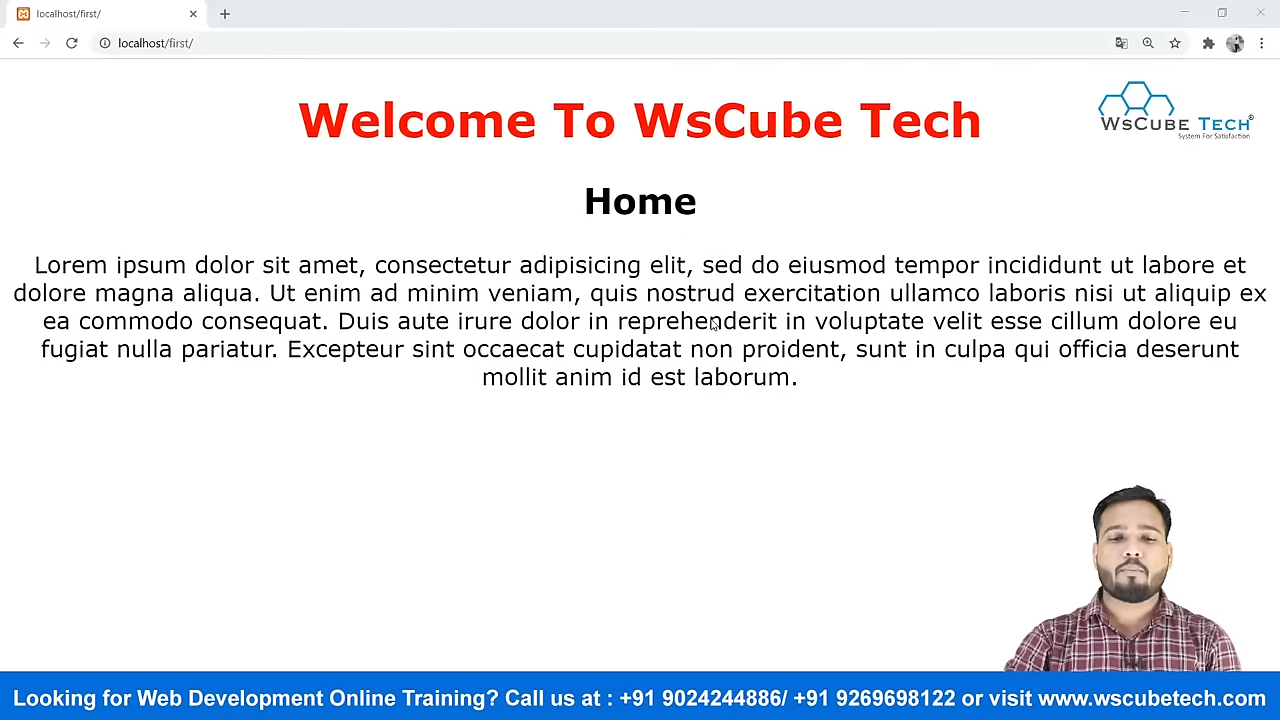 localhost/first/
localhost/first/
Welcome To WsCube Tech
WsCube Tech®
System For Satisfaction
Home
Lorem ipsum dolor sit amet, consectetur adipisicing elit, sed do eiusmod tempor incididunt ut labore et
dolore magna aliqua. Ut enim ad minim veniam, quis nostrud exercitation ullamco laboris nisi ut aliquip ex
ea commodo consequat. Duis aute irure dolor in reprehenderit in voluptate velit esse cillum dolore eu
fugiat nulla pariatur. Excepteur sint occaecat cupidatat non proident, sunt in culpa qui officia deserunt
mollit anim id est laborum.
Looking for Web Development Online Training? Call us at : +91 9024244886/ +91 9269698122 or visit www.wscubetech.com